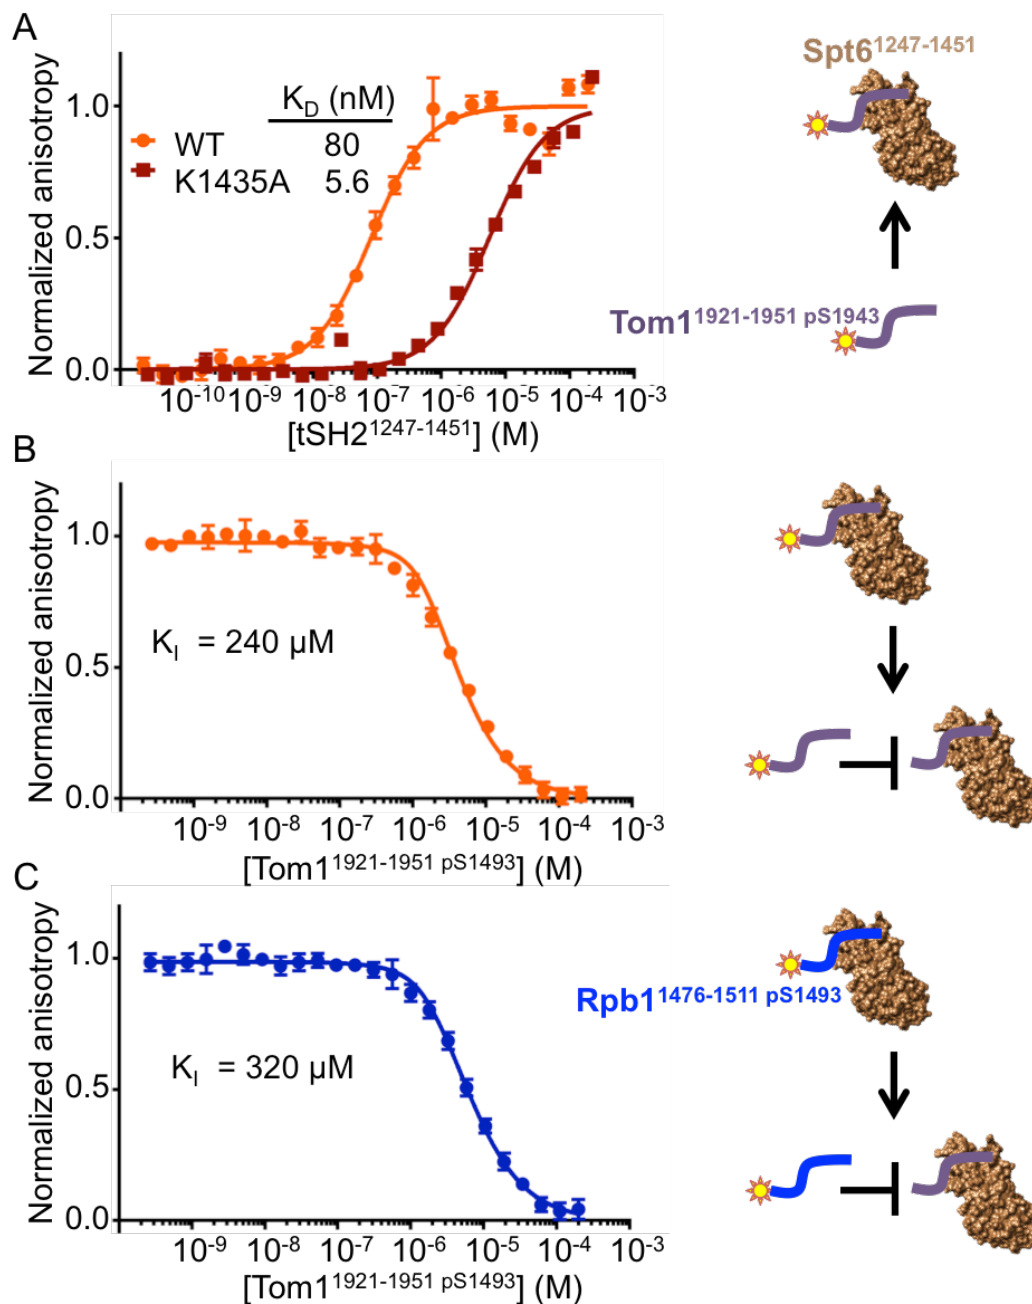 A
Normalized anisotropy
1.0
0.5
0.0
K_D (nM)
WT 80
K1435A 5.6
10^-10 10^-9 10^-8 10^-7 10^-6 10^-5 10^-4 10^-3
[tSH2^1247-1451] (M)
Spt6^1247-1451
Tom1^1921-1951 pS1943
B
Normalized anisotropy
1.0
0.5
0.0
K_I = 240 µM
10^-9 10^-8 10^-7 10^-6 10^-5 10^-4 10^-3
[Tom1^1921-1951 pS1493] (M)
C
Normalized anisotropy
1.0
0.5
0.0
K_I = 320 µM
10^-9 10^-8 10^-7 10^-6 10^-5 10^-4 10^-3
[Tom1^1921-1951 pS1493] (M)
Rpb1^1476-1511 pS1493